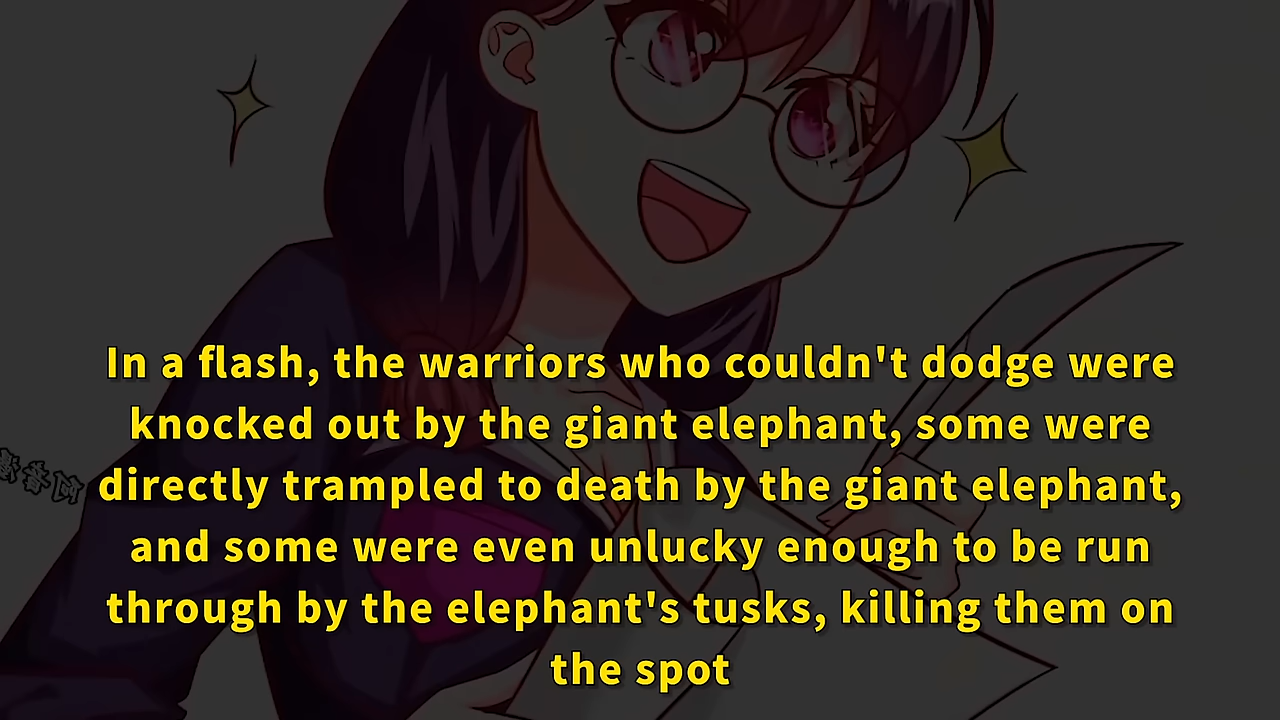 In a flash, the warriors who couldn't dodge were
knocked out by the giant elephant, some were
directly trampled to death by the giant elephant,
and some were even unlucky enough to be run
through by the elephant's tusks, killing them on
the spot